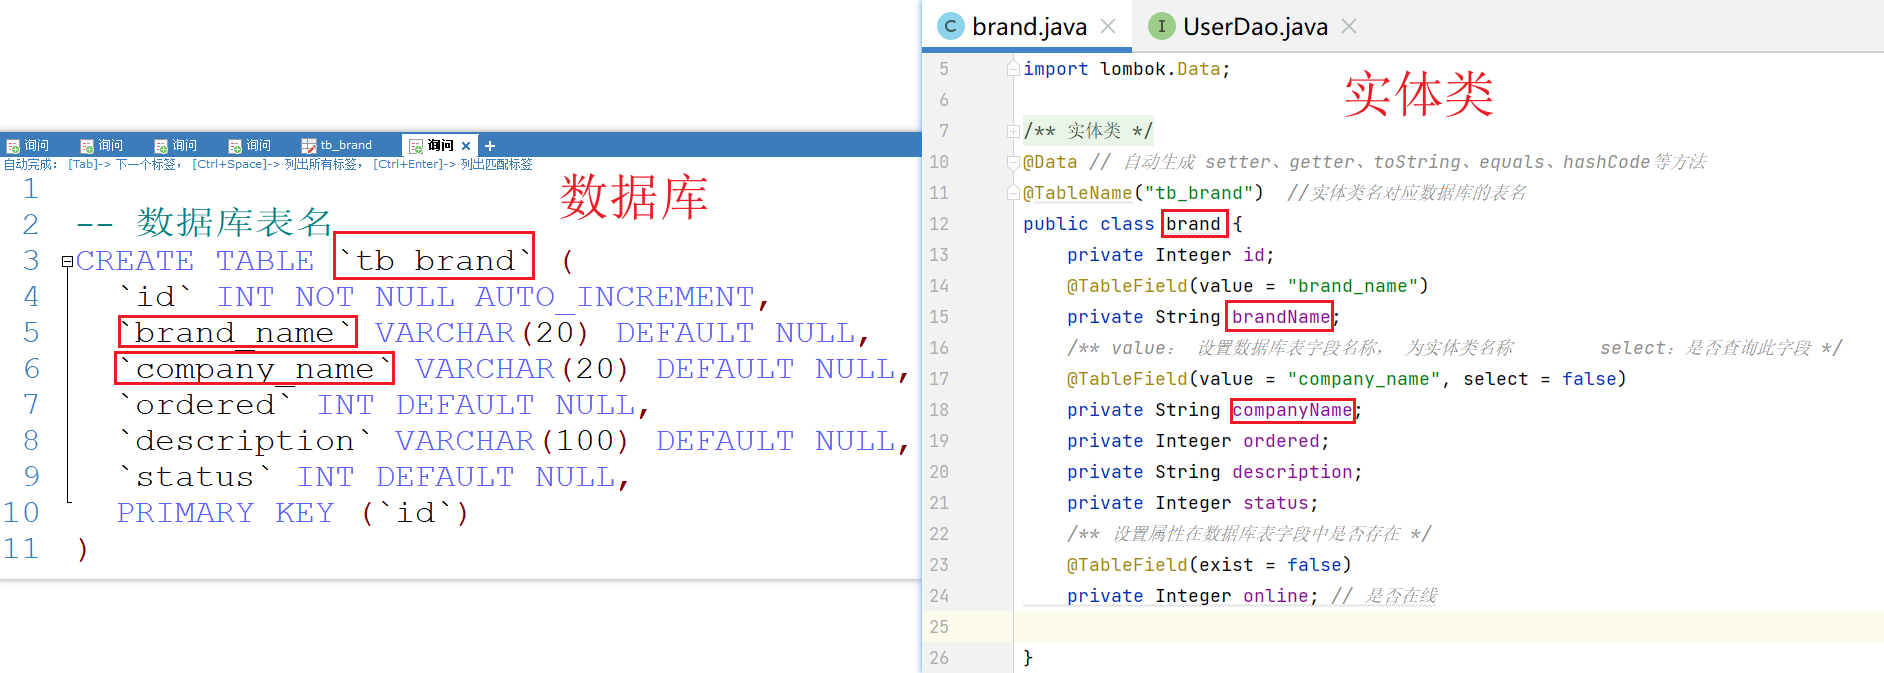 询问 询问 询问 询问 tb_brand 询问
自动完成： [Tab]-> 下一个标签， [Ctrl+Space]-> 列出所有标签， [Ctrl+Enter]-> 列出匹配标签
数据库
1
2 -- 数据库表名
3 CREATE TABLE `tb_brand` (
4 `id` INT NOT NULL AUTO_INCREMENT,
5 `brand_name` VARCHAR(20) DEFAULT NULL,
6 `company_name` VARCHAR(20) DEFAULT NULL,
7 `ordered` INT DEFAULT NULL,
8 `description` VARCHAR(100) DEFAULT NULL,
9 `status` INT DEFAULT NULL,
10 PRIMARY KEY (`id`)
11 )
brand.java UserDao.java
实体类
5 import lombok.Data;
6
7 /** 实体类 */
10 @Data // 自动生成 setter、getter、toString、equals、hashCode等方法
11 @TableName("tb_brand") //实体类名对应数据库的表名
12 public class brand {
13 private Integer id;
14 @TableField(value = "brand_name")
15 private String brandName;
16 /** value： 设置数据库表字段名称， 为实体类名称 select：是否查询此字段 */
17 @TableField(value = "company_name", select = false)
18 private String companyName;
19 private Integer ordered;
20 private String description;
21 private Integer status;
22 /** 设置属性在数据库表字段中是否存在 */
23 @TableField(exist = false)
24 private Integer online; // 是否在线
25
26 }